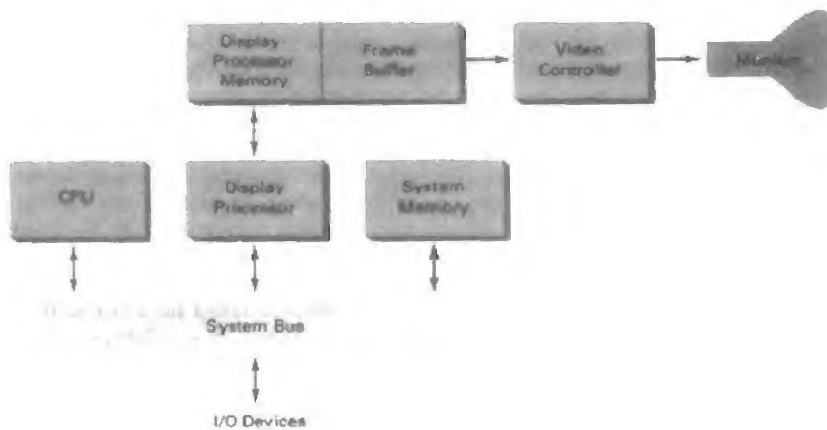 Display
Processor
Memory
Frame
Buffer
Video
Controller
Monitor
CPU
Display
Processor
System
Memory
System Bus
I/O Devices